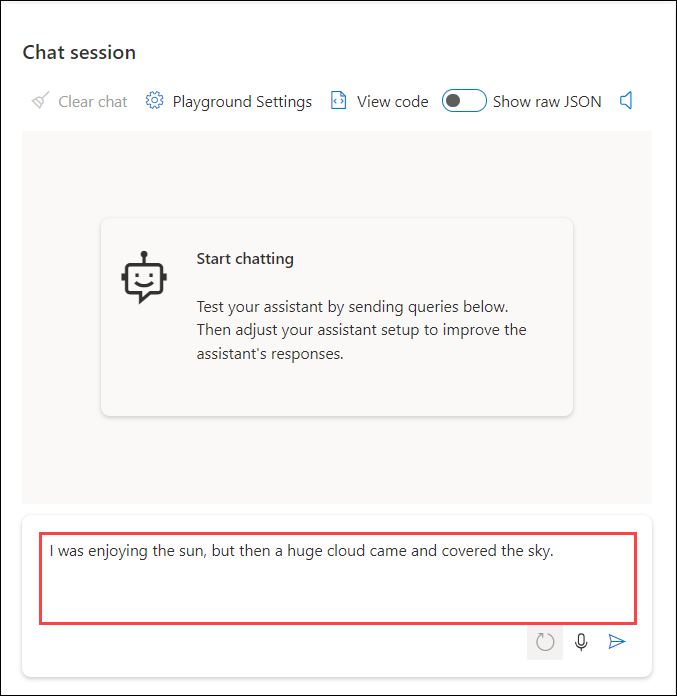 Chat session
Clear chat Playground Settings View code Show raw JSON
Start chatting
Test your assistant by sending queries below.
Then adjust your assistant setup to improve the
assistant's responses.
I was enjoying the sun, but then a huge cloud came and covered the sky.